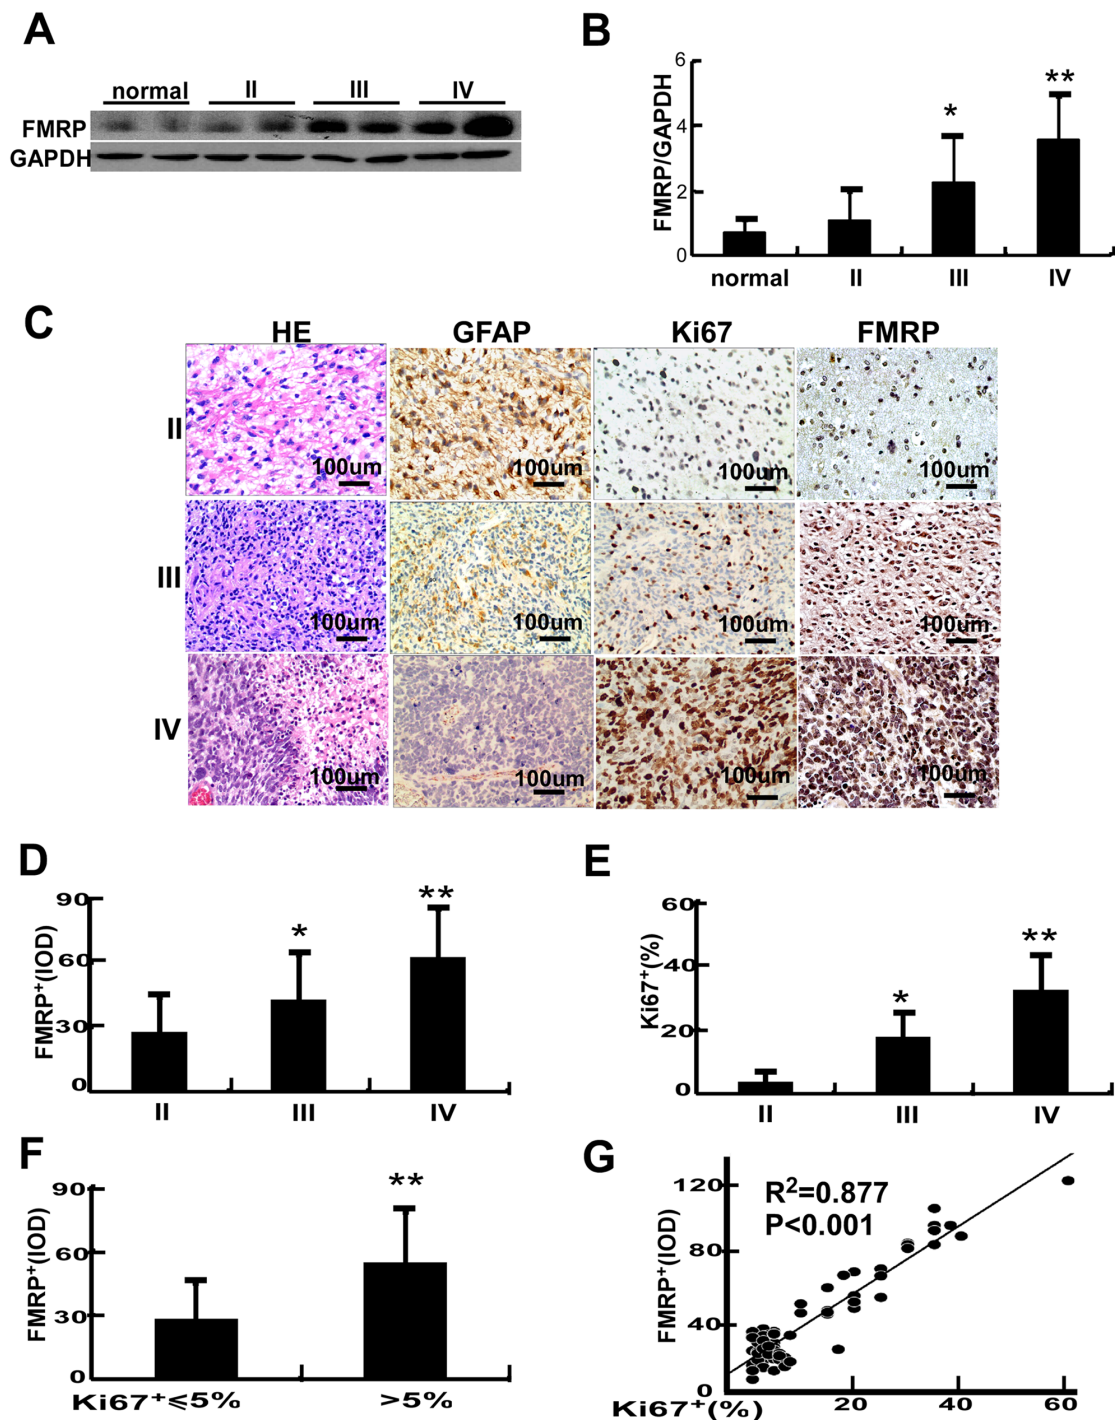 A
normal II III IV
FMRP
GAPDH
B
FMRP/GAPDH
6
4
2
0
*
**
normal II III IV
C
HE GFAP Ki67 FMRP
II
100um 100um 100um 100um
III
100um 100um 100um 100um
IV
100um 100um 100um 100um
D
FMRP+(IOD)
90
60
30
0
*
**
II III IV
E
Ki67+(%)
60
40
20
0
*
**
II III IV
F
FMRP+(IOD)
90
60
30
0
**
Ki67+≤5% >5%
G
FMRP+(IOD)
120
80
40
0
R2=0.877
P<0.001
20 40 60
Ki67+(%)